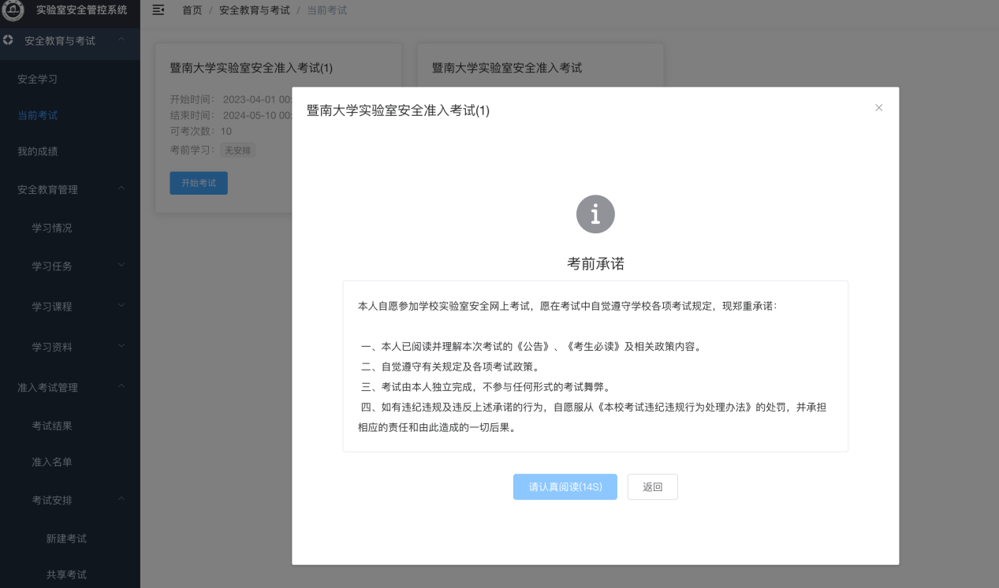 实验室安全管控系统
首页 / 安全教育与考试 / 当前考试
安全教育与考试
安全学习
当前考试
我的成绩
安全教育管理
学习情况
学习任务
学习课程
学习资料
准入考试管理
考试结果
准入名单
考试安排
新建考试
共享考试
暨南大学实验室安全准入考试(1)
开始时间： 2023-04-01 00:
结束时间： 2024-05-10 00:
可考次数：10
考前学习： 无安排
开始考试
暨南大学实验室安全准入考试
暨南大学实验室安全准入考试(1)
考前承诺
本人自愿参加学校实验室安全网上考试，愿在考试中自觉遵守学校各项考试规定，现郑重承诺：
一、本人已阅读并理解本次考试的《公告》、《考生必读》及相关政策内容。
二、自觉遵守有关规定及各项考试政策。
三、考试由本人独立完成，不参与任何形式的考试舞弊。
四、如有违纪违规及违反上述承诺的行为，自愿服从《本校考试违纪违规行为处理办法》的处罚，并承担
相应的责任和由此造成的一切后果。
请认真阅读(14S)
返回